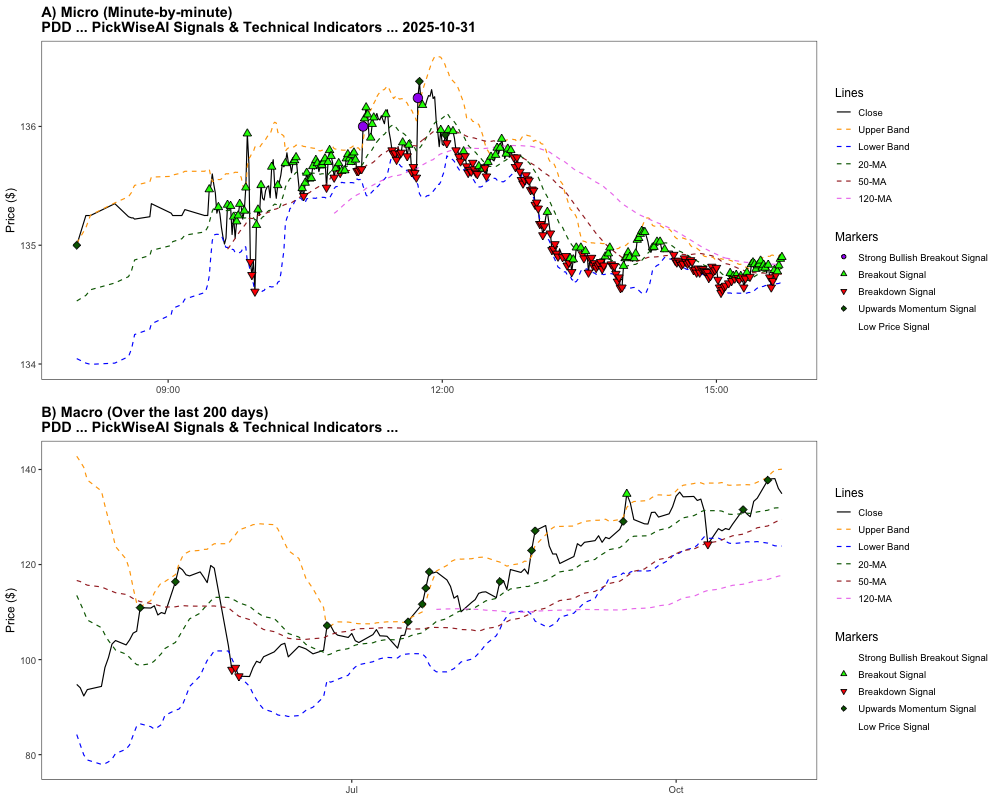 A) Micro (Minute-by-minute)
PDD ... PickWiseAI Signals & Technical Indicators ... 2025-10-31
Price ($)
136
135
134
09:00
12:00
15:00
Lines
Close
Upper Band
Lower Band
20-MA
50-MA
120-MA
Markers
Strong Bullish Breakout Signal
Breakout Signal
Breakdown Signal
Upwards Momentum Signal
Low Price Signal
B) Macro (Over the last 200 days)
PDD ... PickWiseAI Signals & Technical Indicators ...
Price ($)
140
120
100
80
Jul
Oct
Lines
Close
Upper Band
Lower Band
20-MA
50-MA
120-MA
Markers
Strong Bullish Breakout Signal
Breakout Signal
Breakdown Signal
Upwards Momentum Signal
Low Price Signal